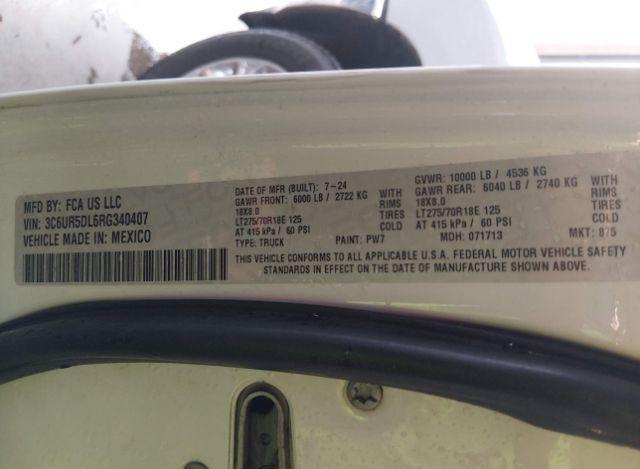 MFD BY: FCA US LLC
VIN: 3C6UR5DL6RG340407
VEHICLE MADE IN: MEXICO
DATE OF MFR (BUILT): 7-24
GAWR FRONT: 6000 LB / 2722 KG WITH
18X8.0 RIMS
LT275/70R18E 125 TIRES
AT 415 kPa / 60 PSI COLD
TYPE: TRUCK PAINT: PW7
GVWR: 10000 LB / 4536 KG
GAWR REAR: 6040 LB / 2740 KG WITH
18X8.0 RIMS
LT275/70R18E 125 TIRES
AT 415 kPa / 60 PSI COLD
MDH: 071713 MKT: 875
THIS VEHICLE CONFORMS TO ALL APPLICABLE U.S.A. FEDERAL MOTOR VEHICLE SAFETY
STANDARDS IN EFFECT ON THE DATE OF MANUFACTURE SHOWN ABOVE.